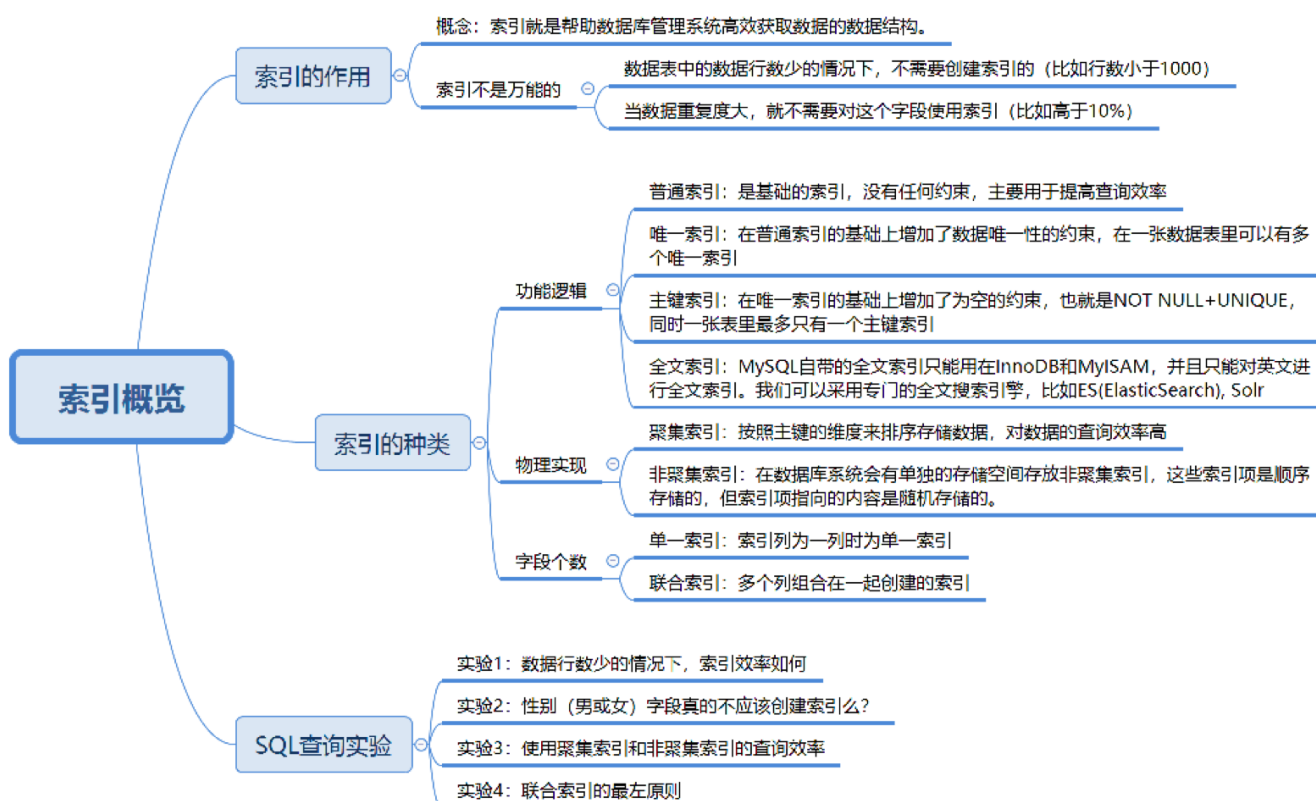 索引概览
索引的作用
概念：索引就是帮助数据库管理系统高效获取数据的数据结构。
索引不是万能的
数据表中的数据行数少的情况下，不需要创建索引的（比如行数小于1000）
当数据重复度大，就不需要对这个字段使用索引（比如高于10%）
索引的种类
功能逻辑
普通索引：是基础的索引，没有任何约束，主要用于提高查询效率
唯一索引：在普通索引的基础上增加了数据唯一性的约束，在一张数据表里可以有多
个唯一索引
主键索引：在唯一索引的基础上增加了为空的约束，也就是NOT NULL+UNIQUE，
同时一张表里最多只有一个主键索引
全文索引：MySQL自带的全文索引只能用在InnoDB和MyISAM，并且只能对英文进
行全文索引。我们可以采用专门的全文搜索引擎，比如ES(ElasticSearch), Solr
物理实现
聚集索引：按照主键的维度来排序存储数据，对数据的查询效率高
非聚集索引：在数据库系统会有单独的存储空间存放非聚集索引，这些索引项是顺序
存储的，但索引项指向的内容是随机存储的。
字段个数
单一索引：索引列为一列时为单一索引
联合索引：多个列组合在一起创建的索引
SQL查询实验
实验1：数据行数少的情况下，索引效率如何
实验2：性别（男或女）字段真的不应该创建索引么？
实验3：使用聚集索引和非聚集索引的查询效率
实验4：联合索引的最左原则